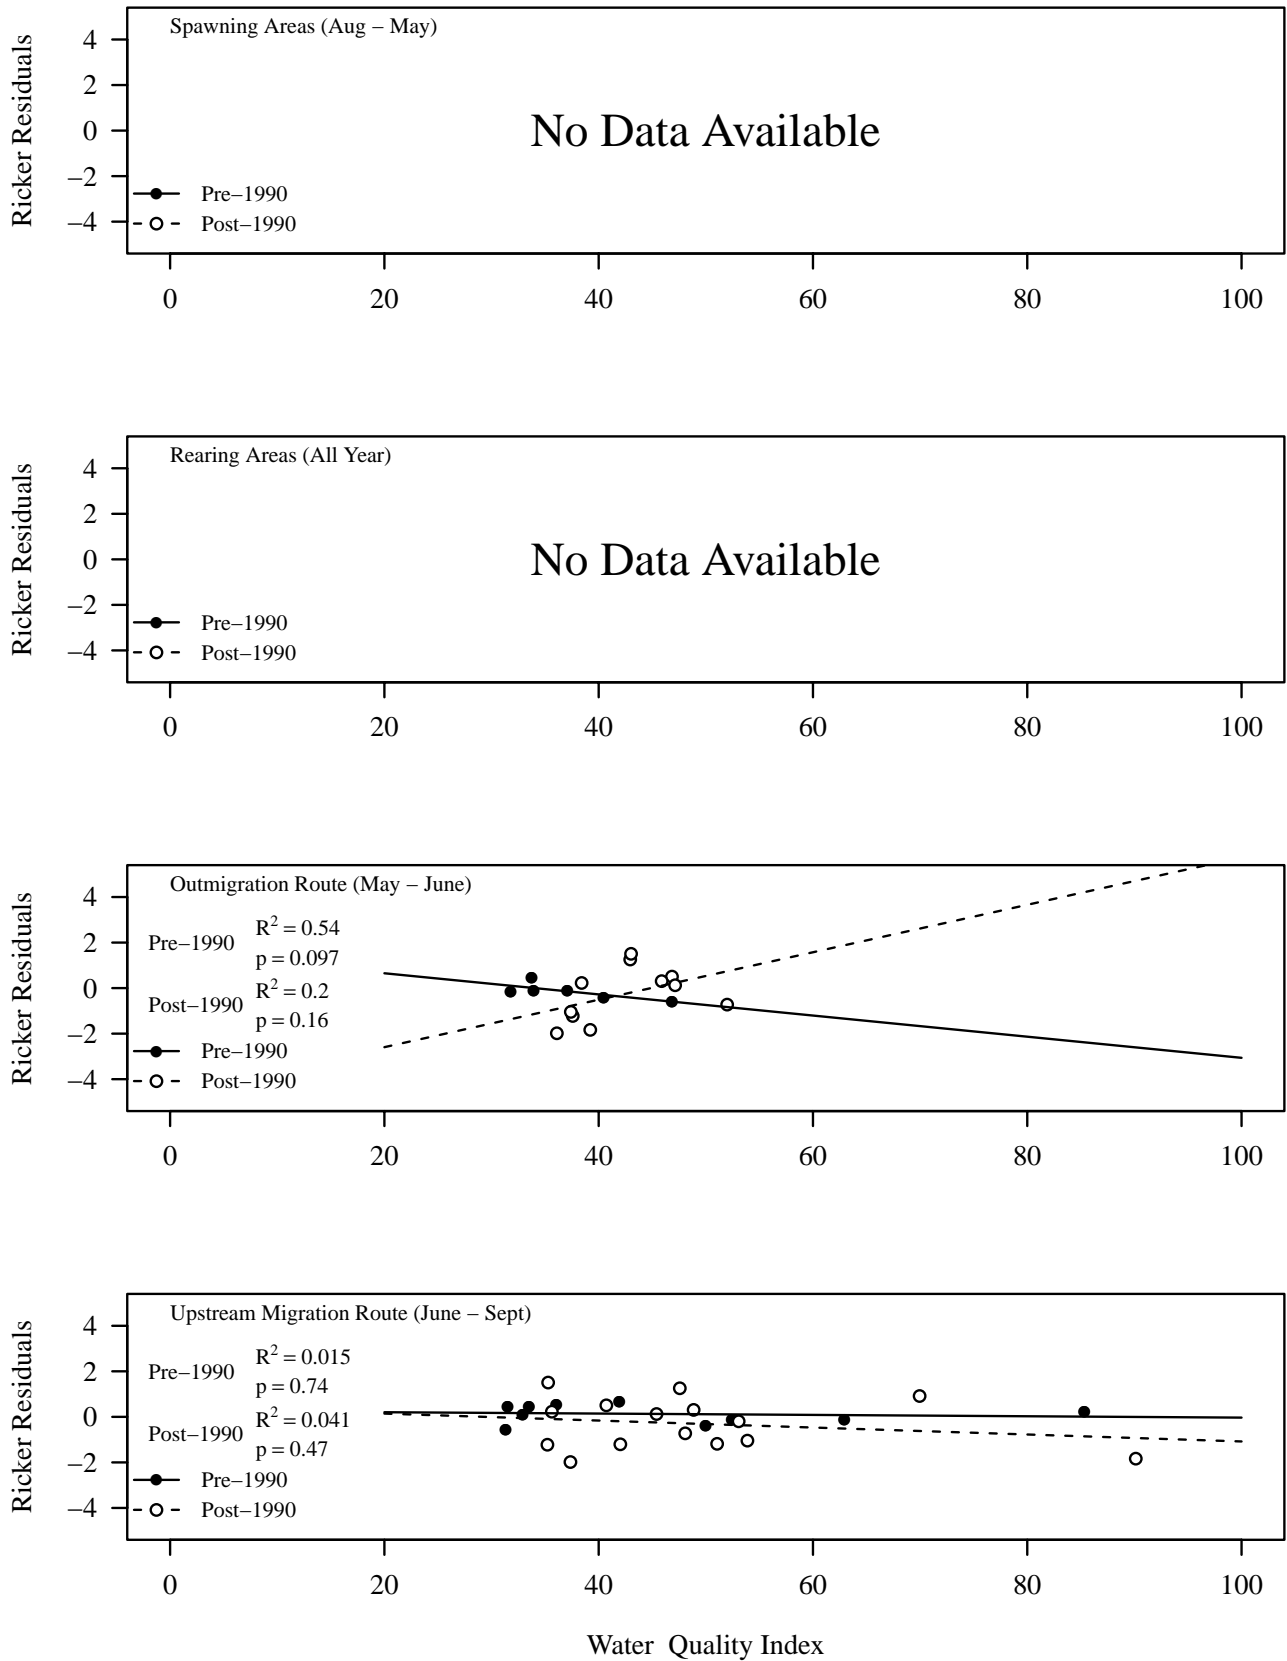 Spawning Areas (Aug – May)
Ricker Residuals
4
2
0
–2
–4
No Data Available
Pre–1990
Post–1990
0 20 40 60 80 100
Rearing Areas (All Year)
Ricker Residuals
4
2
0
–2
–4
No Data Available
Pre–1990
Post–1990
0 20 40 60 80 100
Outmigration Route (May – June)
Ricker Residuals
4
2
0
–2
–4
Pre–1990
R² = 0.54
p = 0.097
Post–1990
R² = 0.2
p = 0.16
Pre–1990
Post–1990
0 20 40 60 80 100
Upstream Migration Route (June – Sept)
Ricker Residuals
4
2
0
–2
–4
Pre–1990
R² = 0.015
p = 0.74
Post–1990
R² = 0.041
p = 0.47
Pre–1990
Post–1990
0 20 40 60 80 100
Water Quality Index